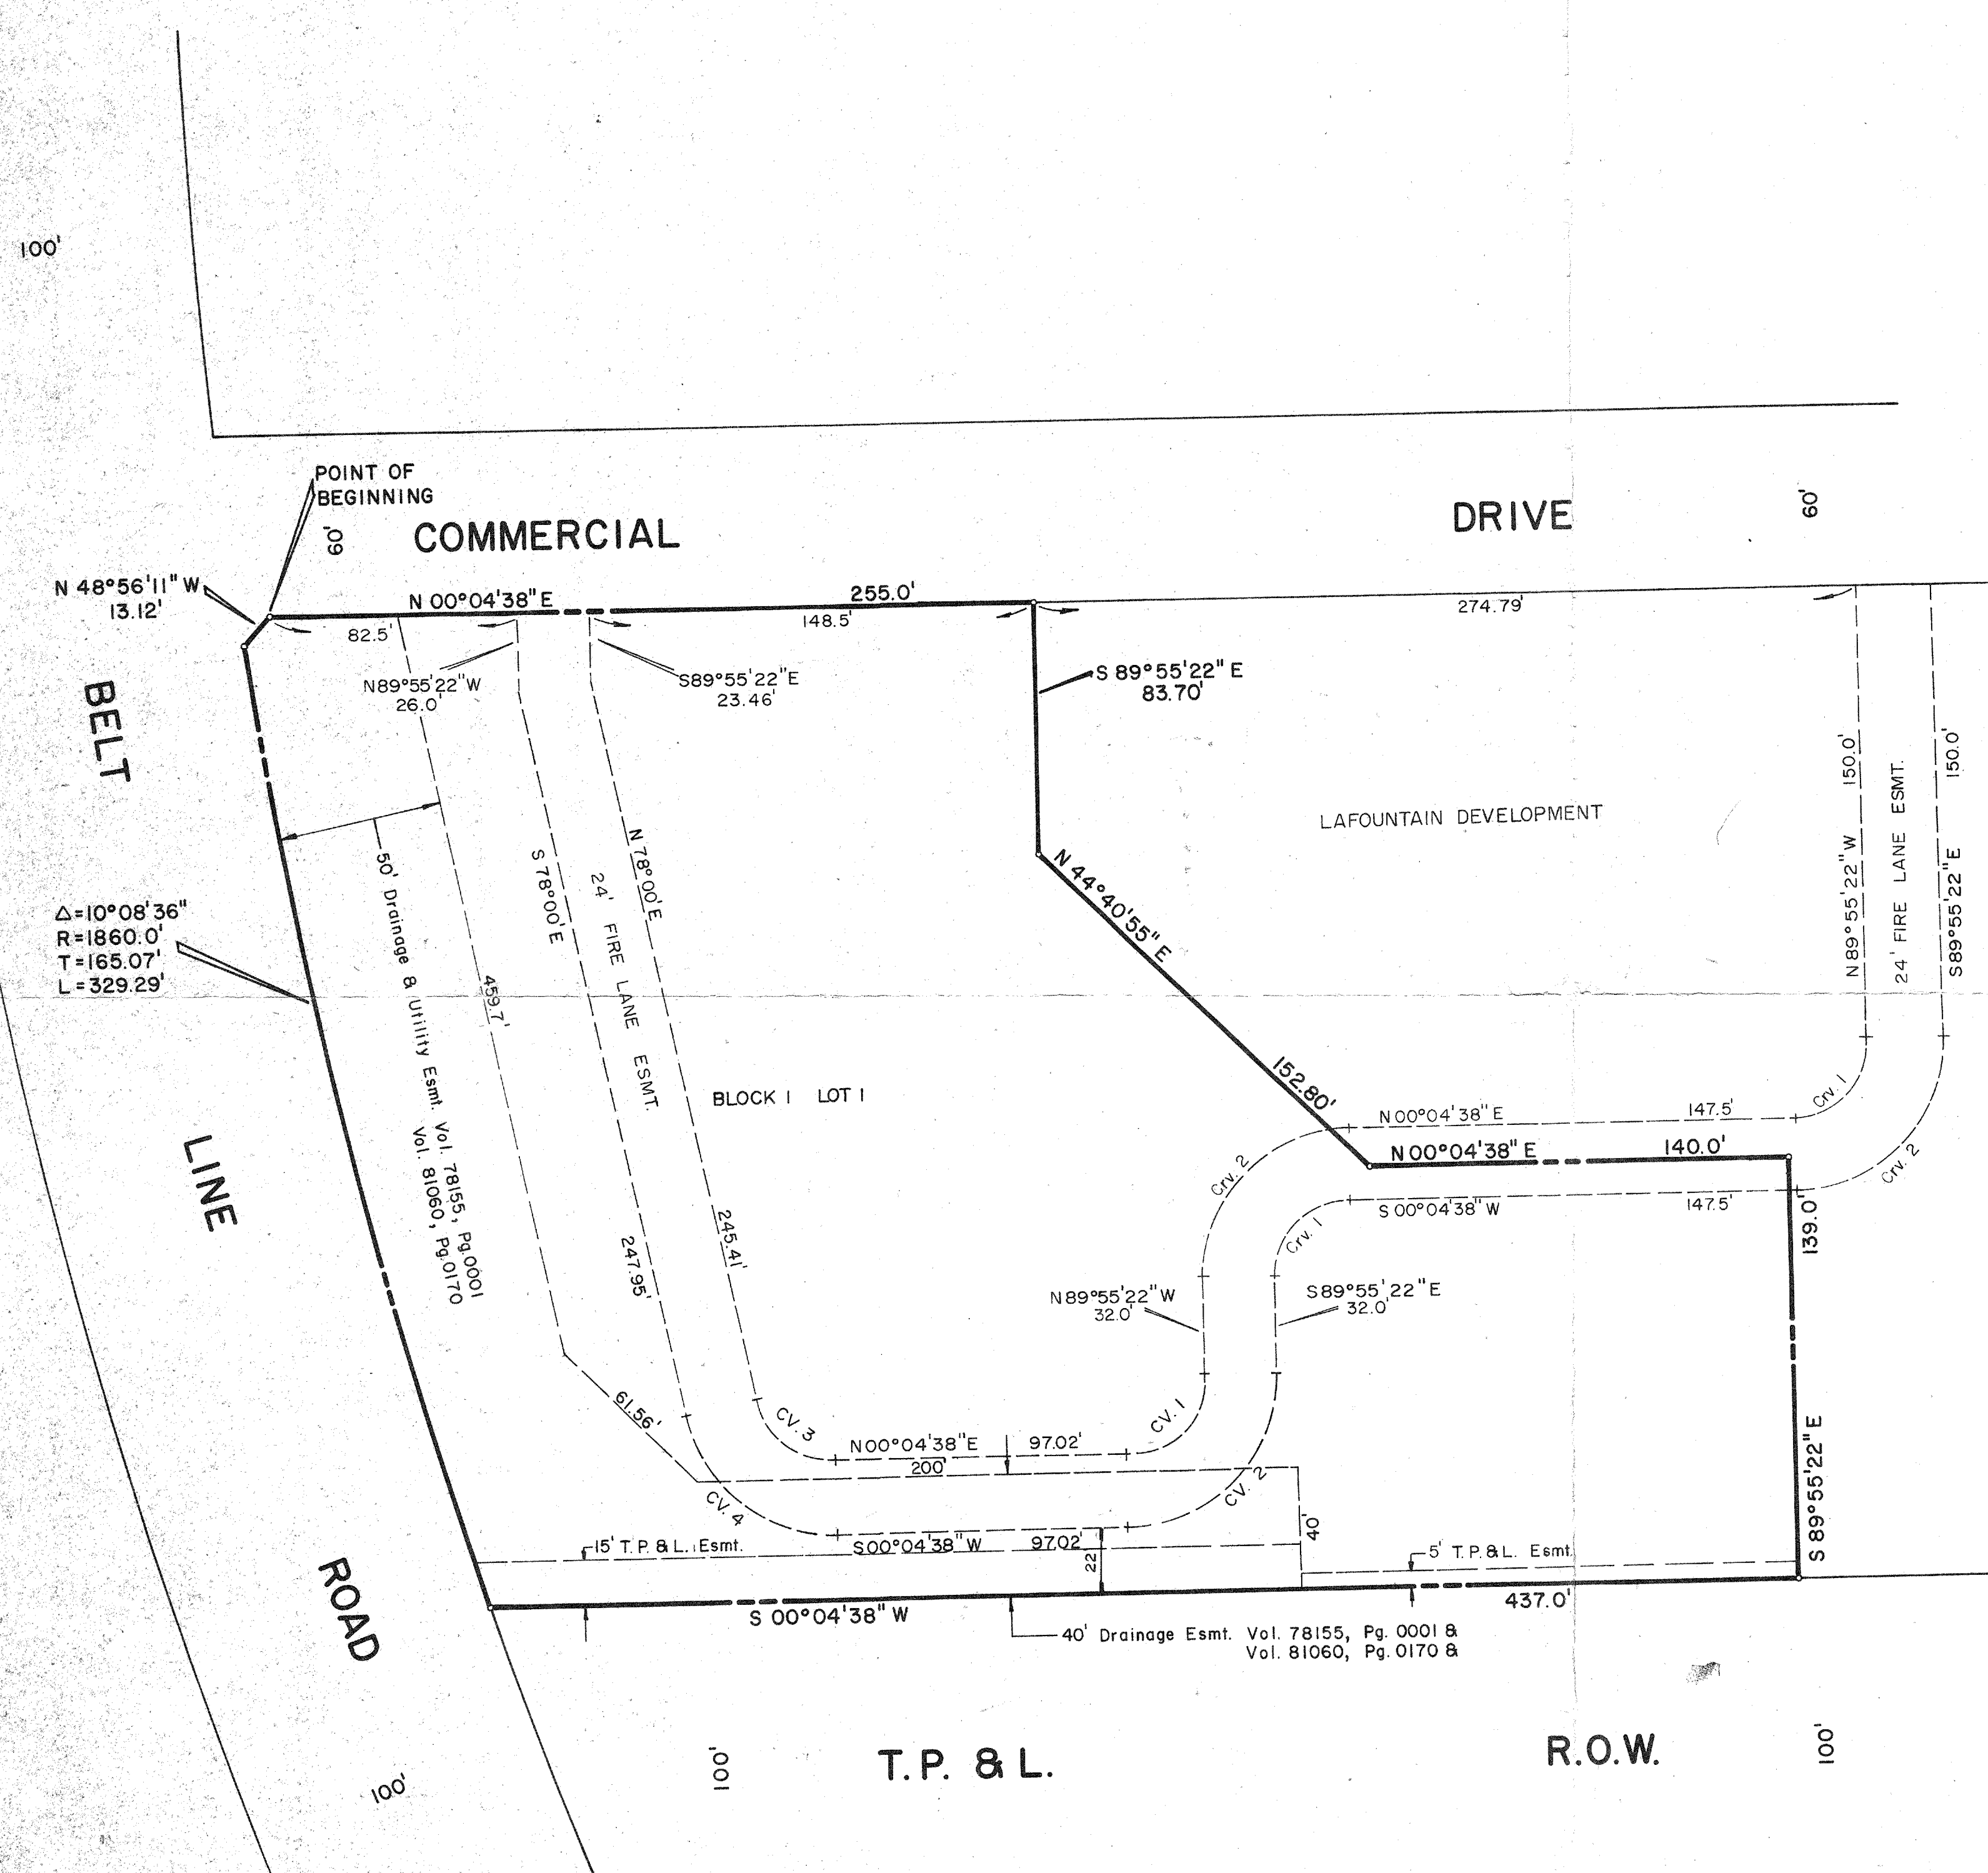 100'
POINT OF
BEGINNING
60'
COMMERCIAL
DRIVE
60'
N 48°56'11" W
13.12'
N 00°04'38" E
255.0'
82.5'
148.5'
274.79'
N89°55'22"W
26.0'
S89°55'22"E
23.46'
S 89°55'22" E
83.70'
BELT
LINE
ROAD
LAFOUNTAIN DEVELOPMENT
N 89°55'22" W 150.0'
24' FIRE LANE ESMT.
S 89°55'22" E 150.0'
N 78°00' E
S 78°00' E
24' FIRE LANE ESMT.
50' Drainage & Utility Esmt. Vol. 78155, Pg.0001
Vol. 81060, Pg.0170
459.7'
△=10°08'36"
R=1860.0'
T=165.07'
L=329.29'
N 44°40'55" E
152.80'
BLOCK 1 LOT 1
N 00°04'38" E
147.5'
Crv. 1
N 00°04'38" E
140.0'
Crv. 2
Crv. 2
S 00°04'38" W
147.5'
Crv. 1
139.0'
245.41'
247.95'
N 89°55'22" W
32.0'
S 89°55'22" E
32.0'
61.56'
CV. 3
CV. 1
N 00°04'38" E
97.02'
200'
CV. 4
CV. 2
S 89°55'22" E
15' T. P. & L. Esmt.
S 00°04'38" W
97.02'
22'
40'
5' T.P.&L. Esmt.
S 00°04'38" W
437.0'
40' Drainage Esmt. Vol. 78155, Pg. 0001 &
Vol. 81060, Pg. 0170 &
100'
100'
T.P. & L.
R.O.W.
100'